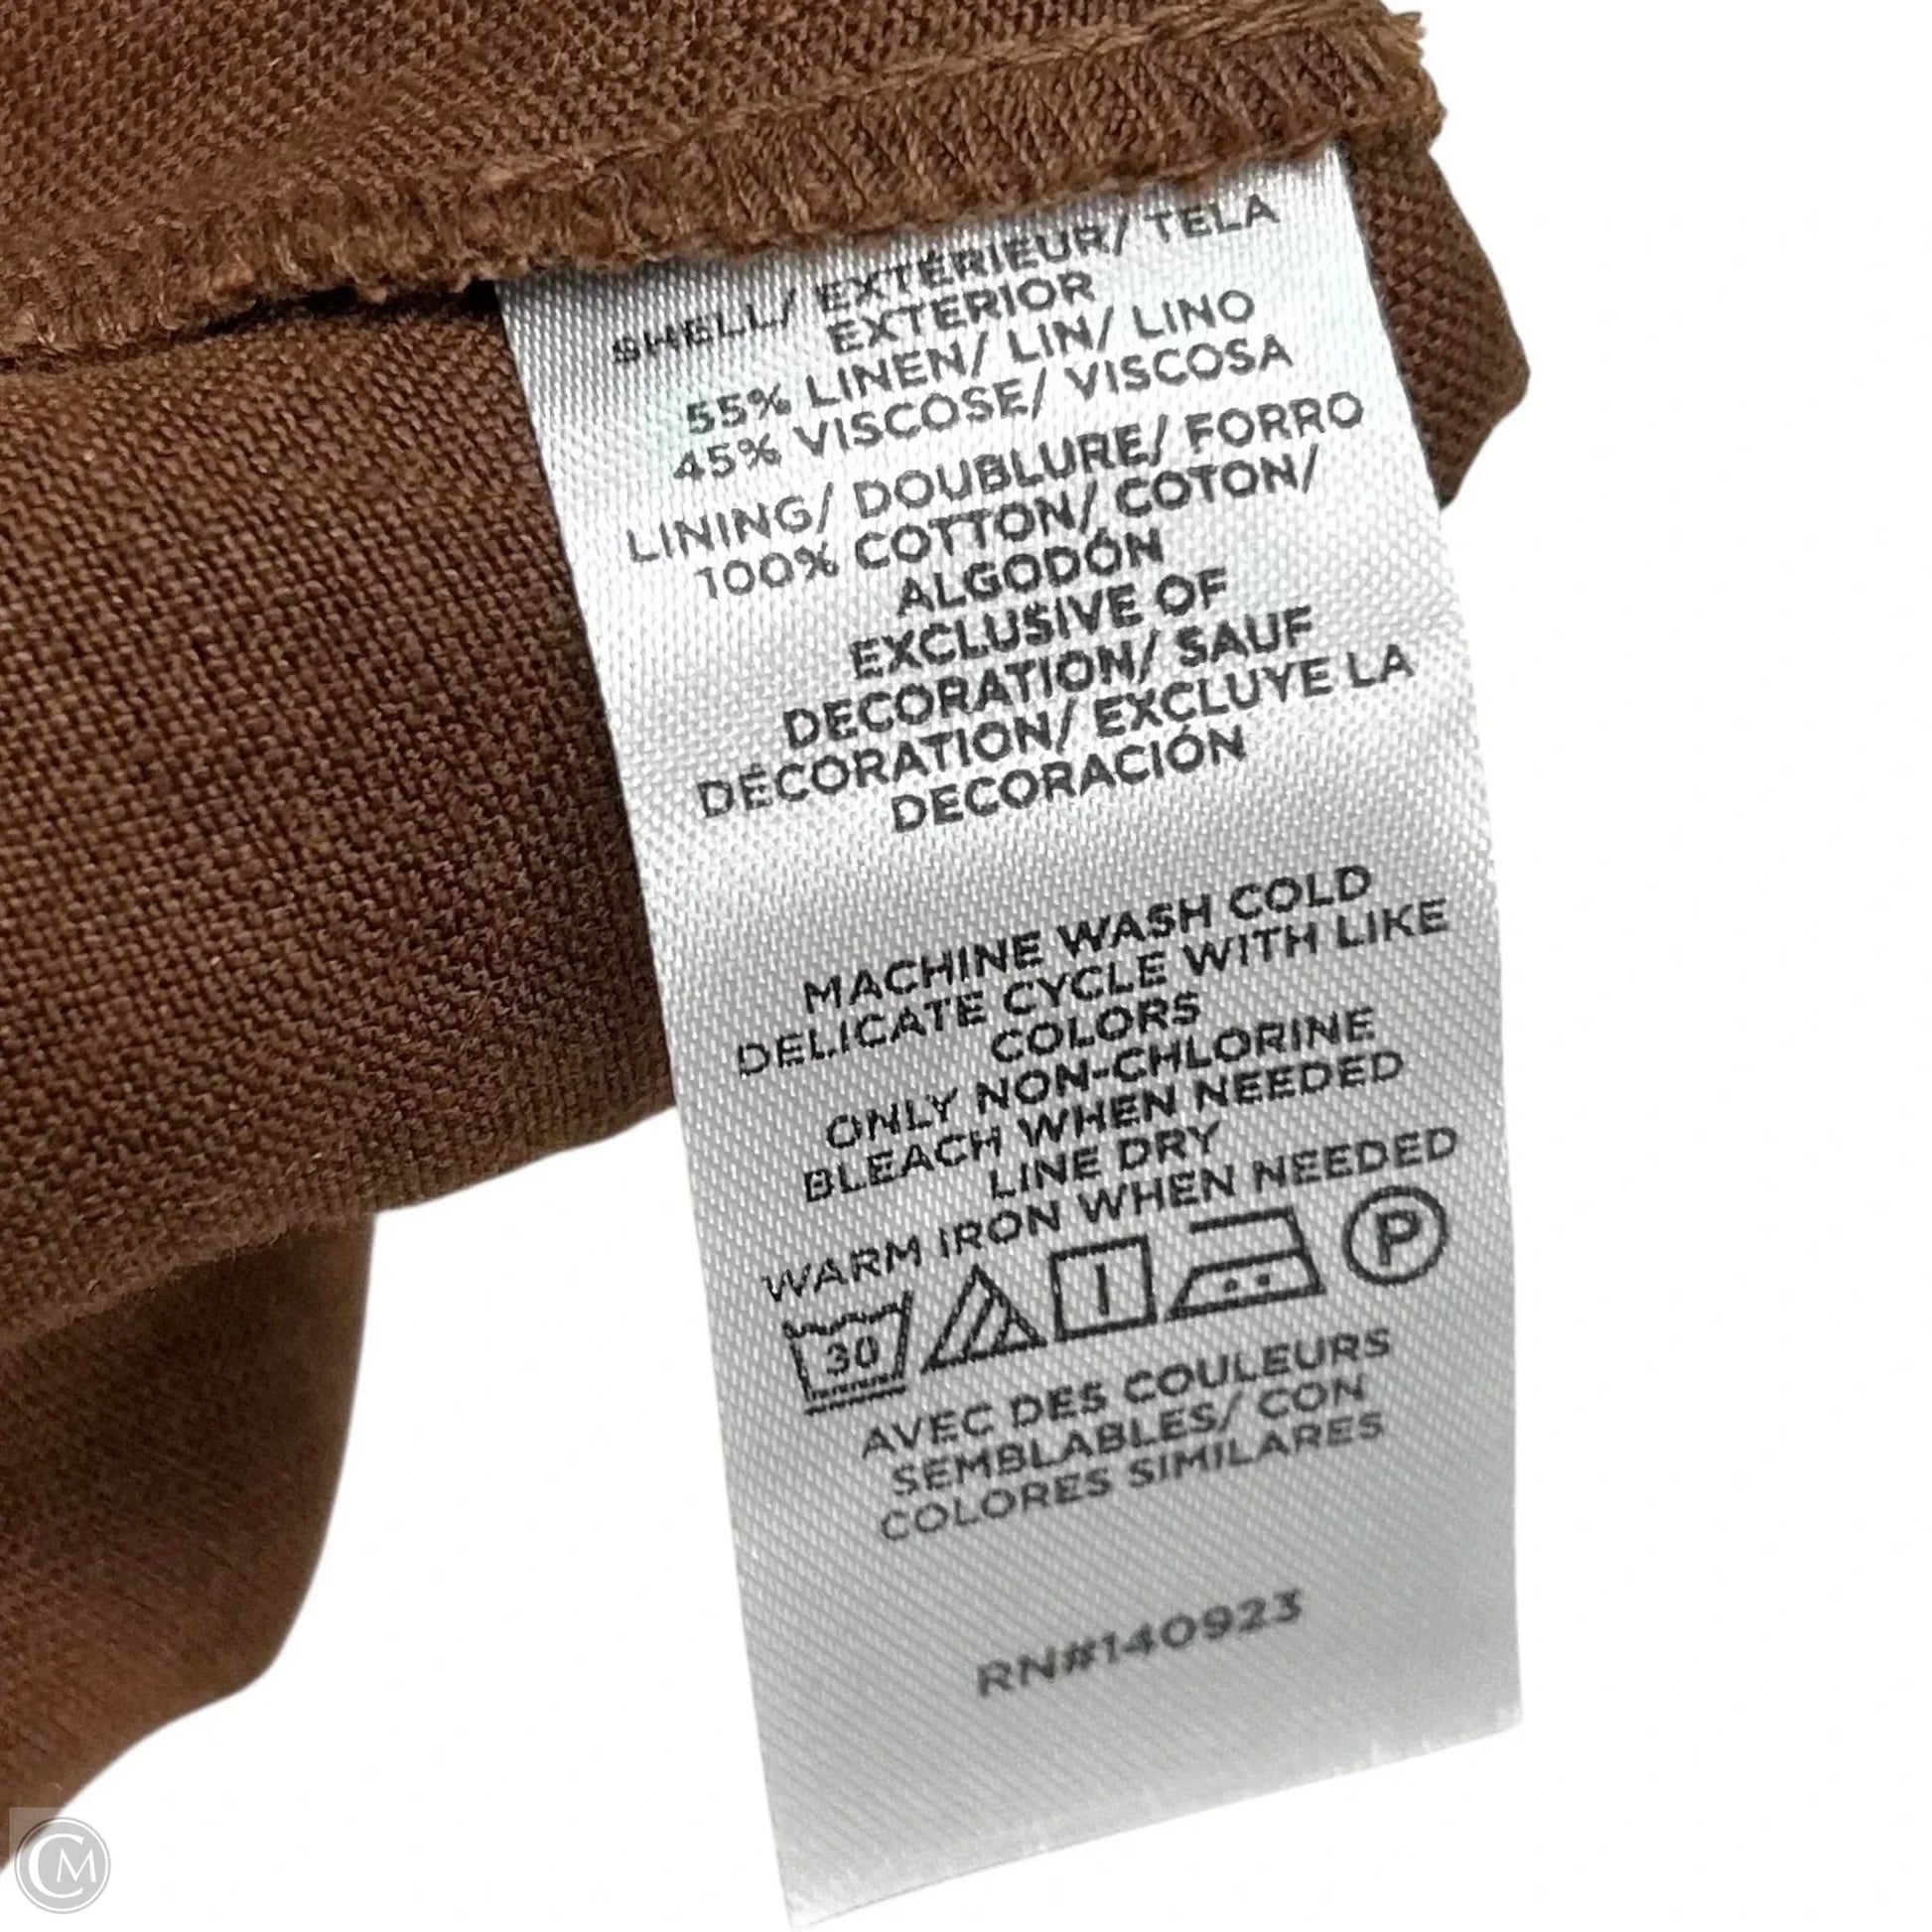 SHELL/ EXTÉRIEUR/ TELA
EXTERIOR
55% LINEN/ LIN/ LINO
45% VISCOSE/ VISCOSA
LINING/ DOUBLURE/ FORRO
100% COTTON/ COTON/
ALGODÓN
EXCLUSIVE OF
DECORATION/ SAUF
DÉCORATION/ EXCLUYE LA
DECORACIÓN
MACHINE WASH COLD
DELICATE CYCLE WITH LIKE
COLORS
ONLY NON-CHLORINE
BLEACH WHEN NEEDED
LINE DRY
WARM IRON WHEN NEEDED
30 P
AVEC DES COULEURS
SEMBLABLES/ CON
COLORES SIMILARES
RN#140923
CM